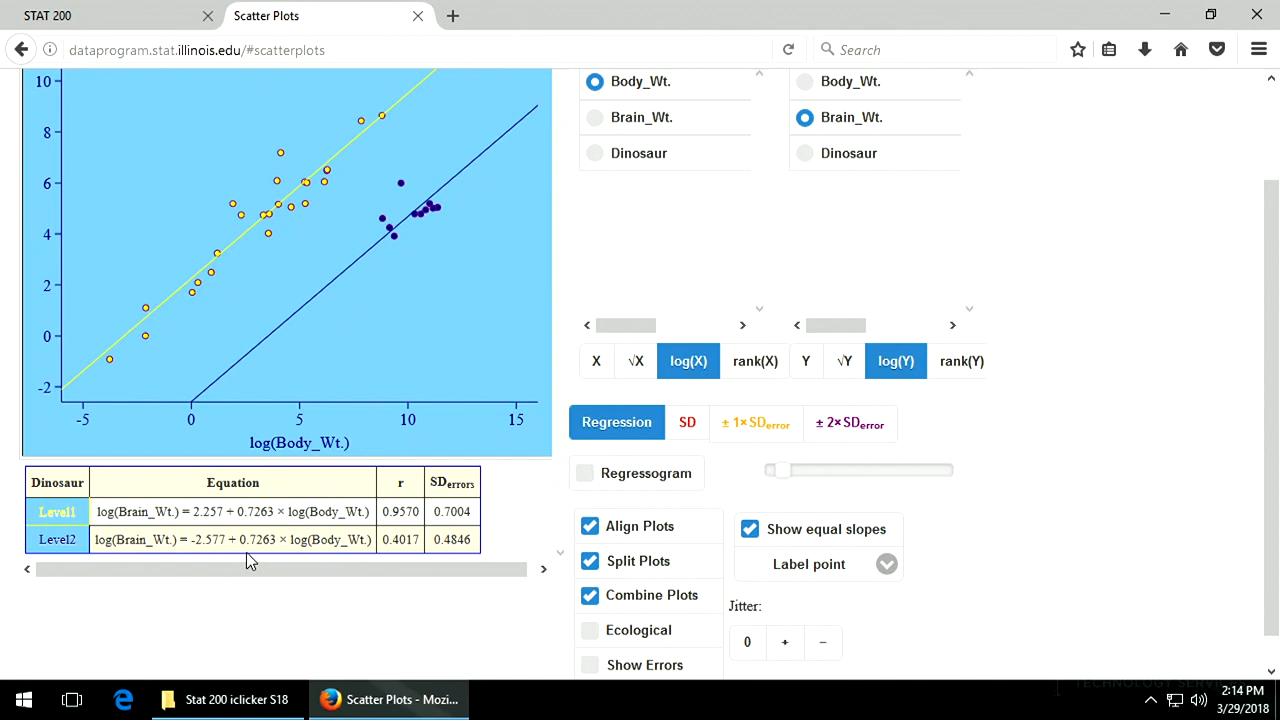 STAT 200
Scatter Plots
dataprogram.stat.illinois.edu/#scatterplots
Search
10
8
6
4
2
0
-2
-5
0
5
10
15
log(Body_Wt.)
Body_Wt.
Brain_Wt.
Dinosaur
Body_Wt.
Brain_Wt.
Dinosaur
X √X log(X) rank(X)
Y √Y log(Y) rank(Y)
Regression SD ± 1× SDerror ± 2× SDerror
Regressogram
Dinosaur Equation r SDerrors
Level1 log(Brain_Wt.) = 2.257 + 0.7263 × log(Body_Wt.) 0.9570 0.7004
Level2 log(Brain_Wt.) = -2.577 + 0.7263 × log(Body_Wt.) 0.4017 0.4846
Align Plots
Split Plots
Combine Plots
Ecological
Show Errors
Show equal slopes
Label point
Jitter:
0 + −
TECHNOLOGY SERVICES
Stat 200 iclicker S18
Scatter Plots - Mozi...
2:14 PM
3/29/2018